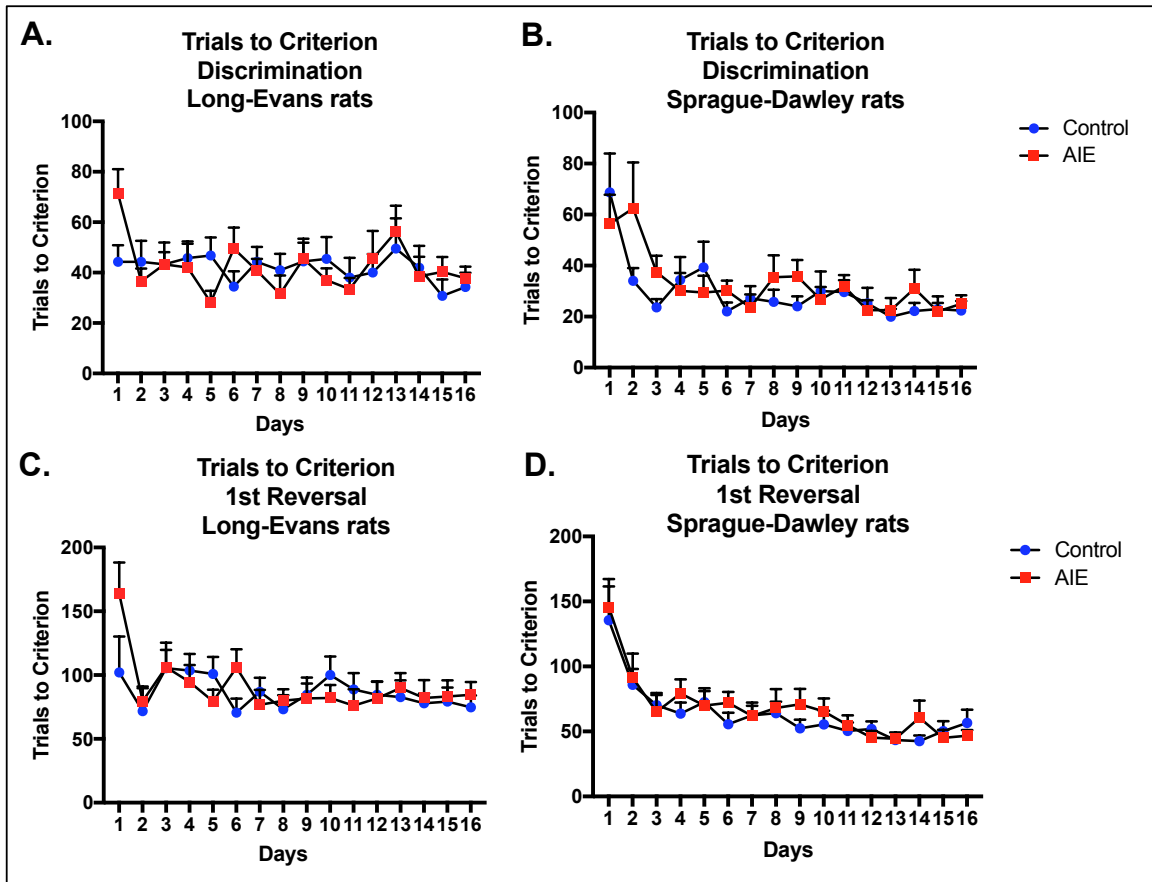 A.
Trials to Criterion
Discrimination
Long-Evans rats
Trials to Criterion
100
80
60
40
20
0
1 2 3 4 5 6 7 8 9 10 11 12 13 14 15 16
Days
B.
Trials to Criterion
Discrimination
Sprague-Dawley rats
Trials to Criterion
100
80
60
40
20
0
1 2 3 4 5 6 7 8 9 10 11 12 13 14 15 16
Days
Control
AIE
C.
Trials to Criterion
1st Reversal
Long-Evans rats
Trials to Criterion
200
150
100
50
0
1 2 3 4 5 6 7 8 9 10 11 12 13 14 15 16
Days
D.
Trials to Criterion
1st Reversal
Sprague-Dawley rats
Trials to Criterion
200
150
100
50
0
1 2 3 4 5 6 7 8 9 10 11 12 13 14 15 16
Days
Control
AIE